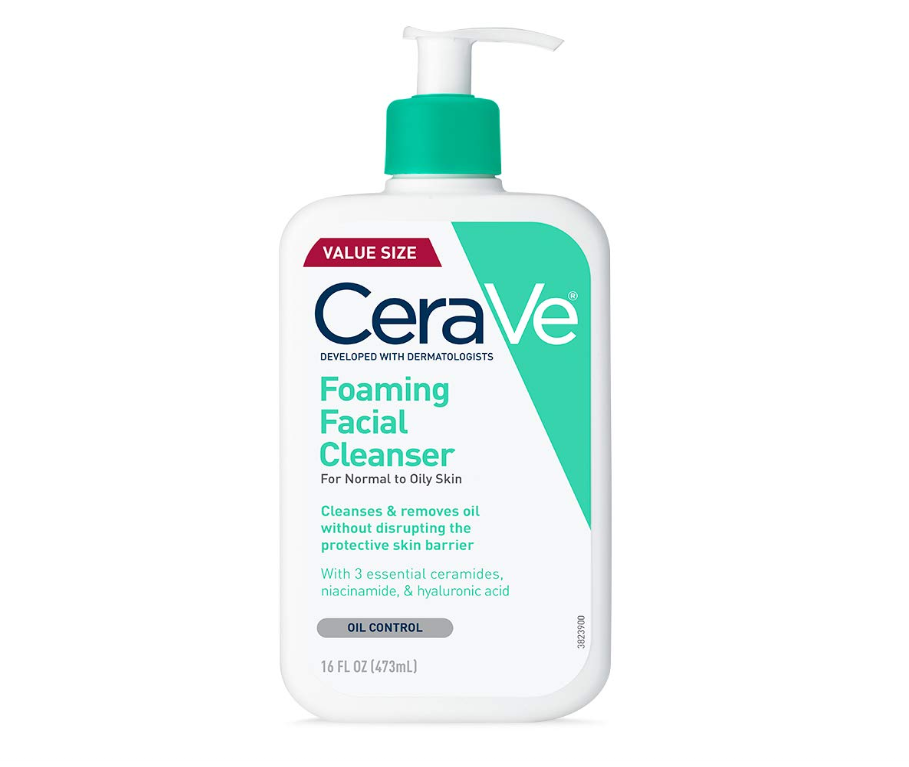 VALUE SIZE
CeraVe®
DEVELOPED WITH DERMATOLOGISTS
Foaming
Facial
Cleanser
For Normal to Oily Skin
Cleanses & removes oil
without disrupting the
protective skin barrier
With 3 essential ceramides,
niacinamide, & hyaluronic acid
OIL CONTROL
3823900
16 FL OZ (473mL)